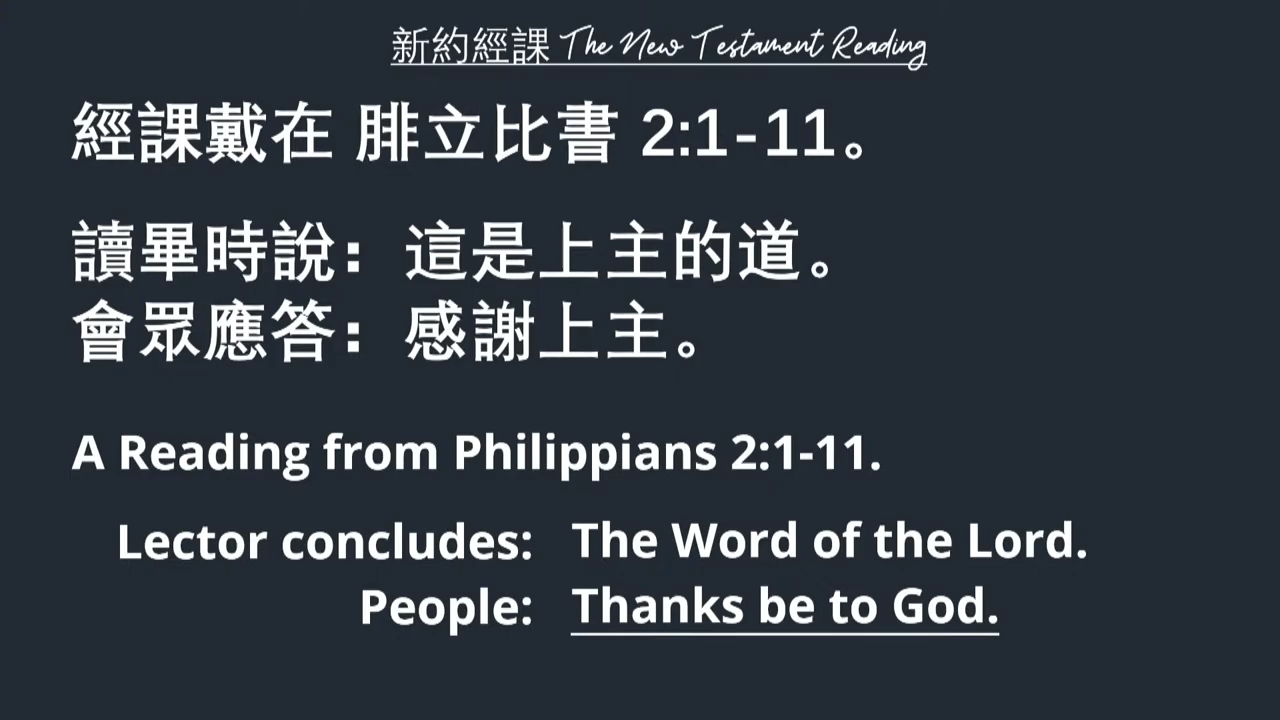 新約經課 The New Testament Reading
經課戴在 腓立比書 2:1-11。
讀畢時說：這是上主的道。
會眾應答：感謝上主。
A Reading from Philippians 2:1-11.
Lector concludes: The Word of the Lord.
People: Thanks be to God.